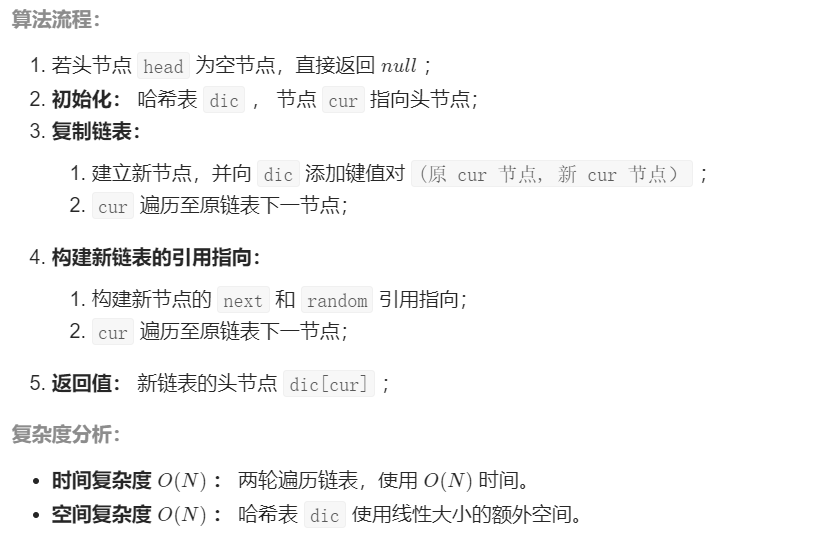 算法流程：
1. 若头节点 head 为空节点，直接返回 null；
2. 初始化： 哈希表 dic ， 节点 cur 指向头节点；
3. 复制链表：
1. 建立新节点，并向 dic 添加键值对 (原 cur 节点, 新 cur 节点）；
2. cur 遍历至原链表下一节点；
4. 构建新链表的引用指向：
1. 构建新节点的 next 和 random 引用指向；
2. cur 遍历至原链表下一节点；
5. 返回值： 新链表的头节点 dic[cur] ；
复杂度分析：
• 时间复杂度 O(N) ： 两轮遍历链表，使用 O(N) 时间。
• 空间复杂度 O(N) ： 哈希表 dic 使用线性大小的额外空间。